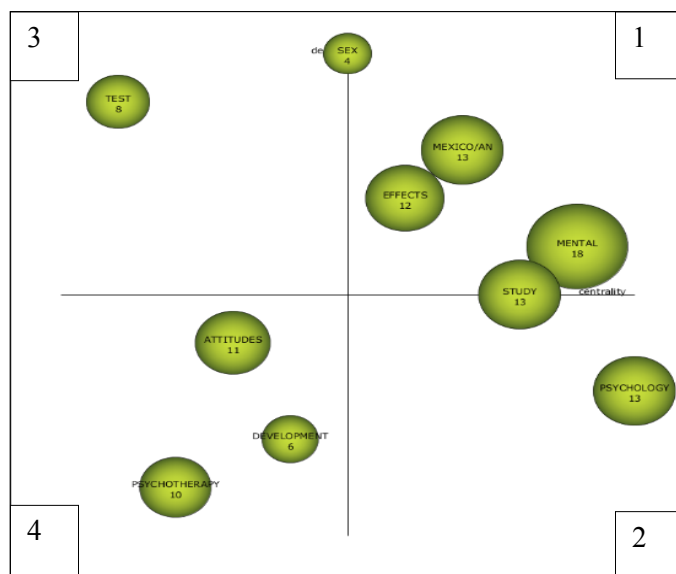 3
1
de
SEX
4
TEST
8
MEXICO/AN
13
EFFECTS
12
MENTAL
18
STUDY
13
centrality
ATTITUDES
11
PSYCHOLOGY
13
DEVELOPMENT
6
PSYCHOTHERAPY
10
4
2